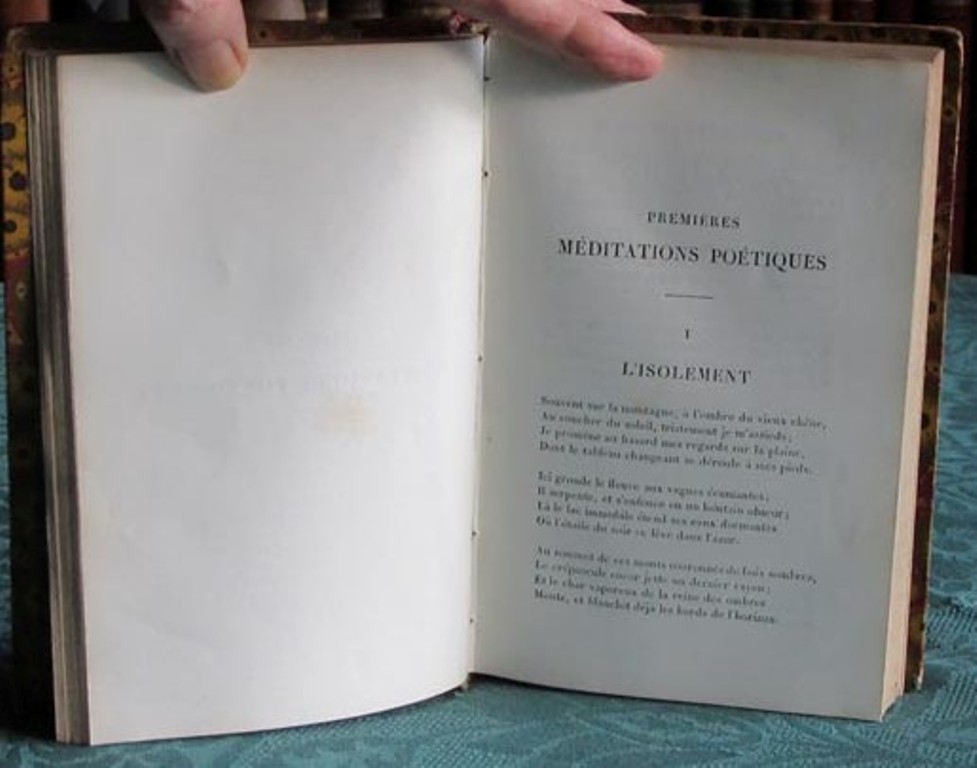 PREMIÈRES
MÉDITATIONS POÉTIQUES
I
L'ISOLEMENT
Souvent sur la montagne, à l'ombre du vieux chêne,
Au coucher du soleil, tristement je m'assieds;
Je promène au hasard mes regards sur la plaine,
Dont le tableau changeant se déroule à mes pieds.
Ici gronde le fleuve aux vagues écumantes;
Il serpente, et s'enfonce en un lointain obscur;
Là le lac immobile étend ses eaux dormantes
Où l'étoile du soir se lève dans l'azur.
Au sommet de ces monts couronnés de bois sombres,
Le crépuscule encor jette un dernier rayon;
Et le char vaporeux de la reine des ombres
Monte, et blanchit déjà les bords de l'horizon.